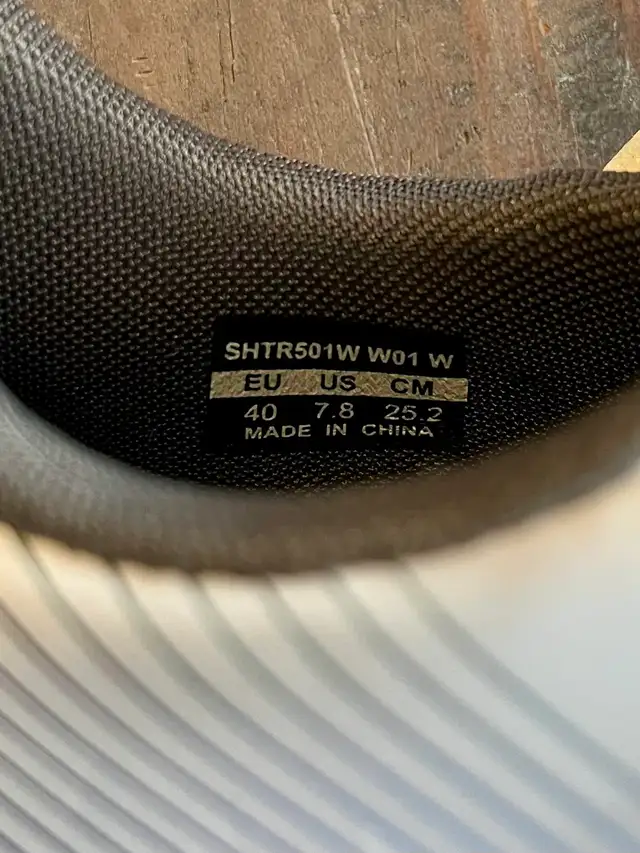 SHTR501W W01 W
EU US CM
40 7.8 25.2
MADE IN CHINA